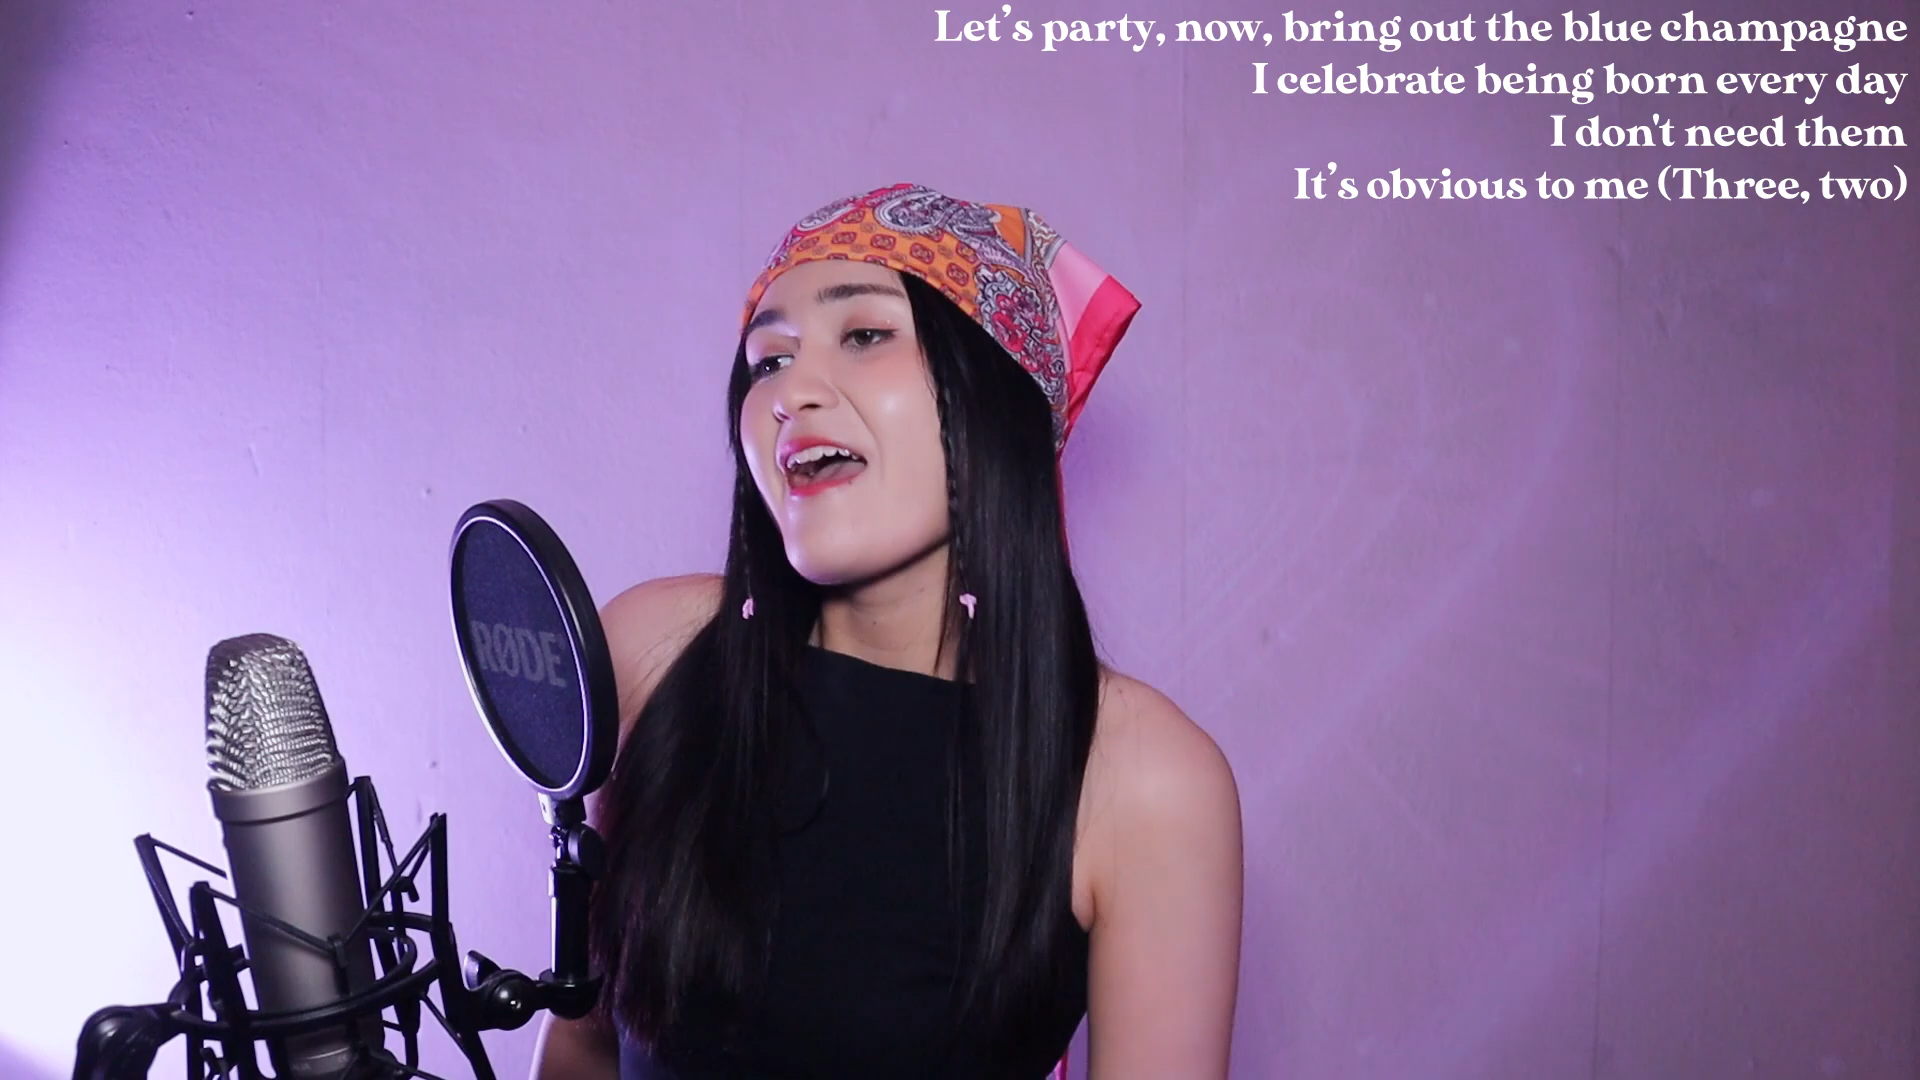 Let’s party, now, bring out the blue champagne
I celebrate being born every day
I don't need them
It’s obvious to me (Three, two)
RØDE